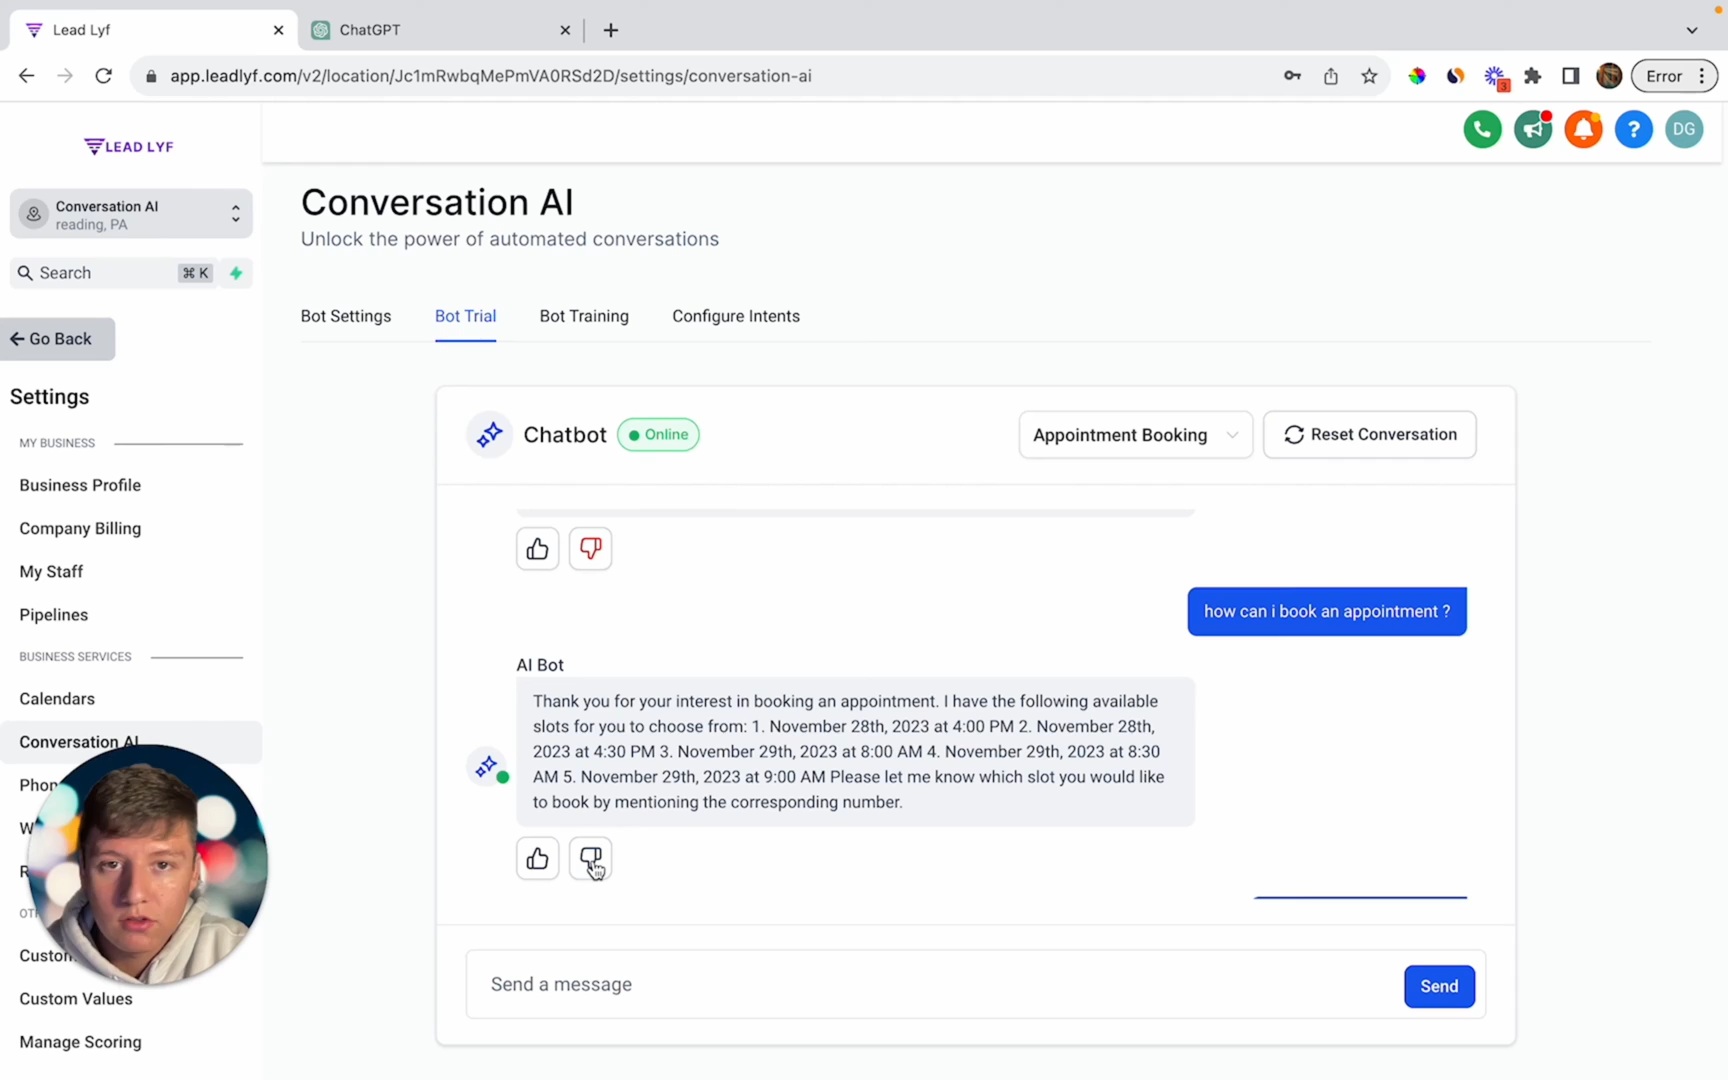 Lead Lyf
ChatGPT
app.leadlyf.com/v2/location/Jc1mRwbqMePmVA0RSd2D/settings/conversation-ai
3
Error
LEAD LYF
?
DG
Conversation AI
reading, PA
Search
⌘ K
Go Back
Settings
MY BUSINESS
Business Profile
Company Billing
My Staff
Pipelines
BUSINESS SERVICES
Calendars
Conversation AI
Custom Values
Manage Scoring
Conversation AI
Unlock the power of automated conversations
Bot Settings
Bot Trial
Bot Training
Configure Intents
Chatbot
Online
Appointment Booking
Reset Conversation
how can i book an appointment ?
AI Bot
Thank you for your interest in booking an appointment. I have the following available
slots for you to choose from: 1. November 28th, 2023 at 4:00 PM 2. November 28th,
2023 at 4:30 PM 3. November 29th, 2023 at 8:00 AM 4. November 29th, 2023 at 8:30
AM 5. November 29th, 2023 at 9:00 AM Please let me know which slot you would like
to book by mentioning the corresponding number.
Send a message
Send